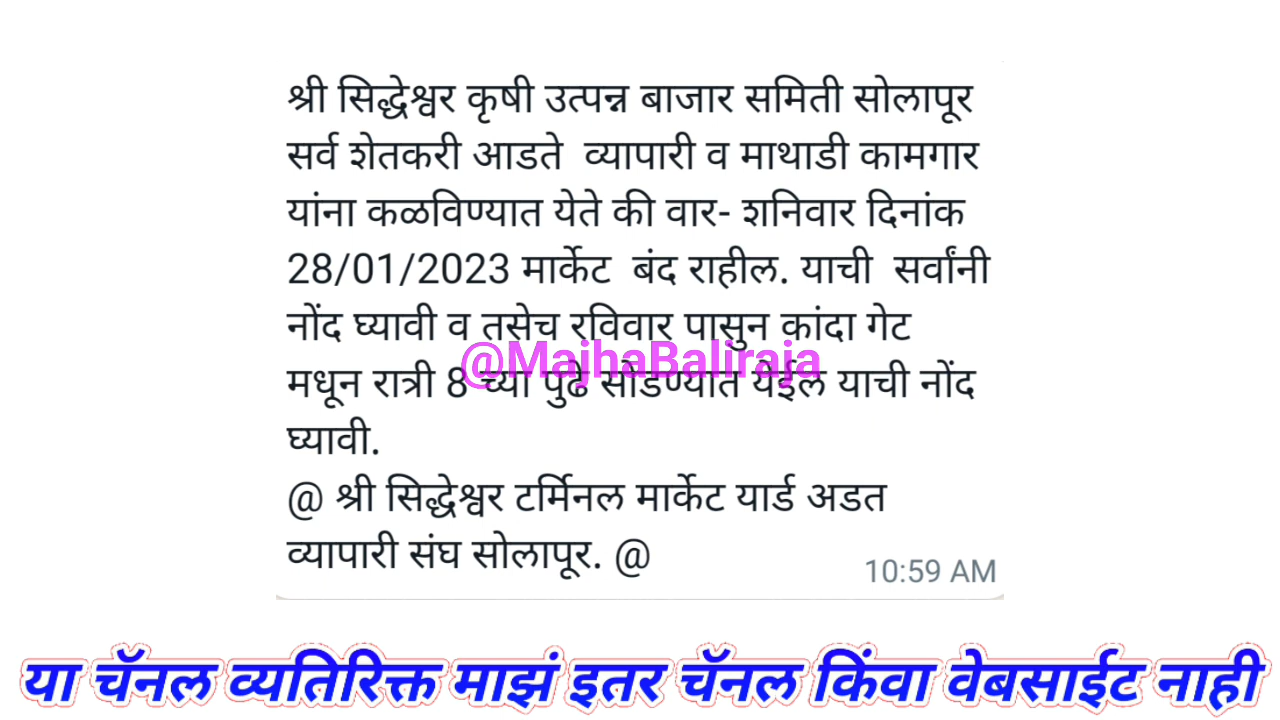 श्री सिद्धेश्वर कृषी उत्पन्न बाजार समिती सोलापूर
सर्व शेतकरी आडते व्यापारी व माथाडी कामगार
यांना कळविण्यात येते की वार- शनिवार दिनांक
28/01/2023 मार्केट बंद राहील. याची सर्वांनी
नोंद घ्यावी व तसेच रविवार पासुन कांदा गेट
@MajhaBaliraja
मधून रात्री 8 च्या पुढे सोडण्यात येईल याची नोंद
घ्यावी.
@ श्री सिद्धेश्वर टर्मिनल मार्केट यार्ड अडत
व्यापारी संघ सोलापूर. @
10:59 AM
या चॅनल व्यतिरिक्त माझं इतर चॅनल किंवा वेबसाईट नाही